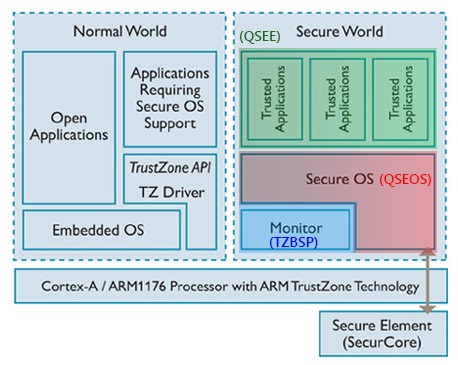 Normal World
Open
Applications
Applications
Requiring
Secure OS
Support
TrustZone API
TZ Driver
Embedded OS
Secure World
(QSEE)
Trusted
Applications
Trusted
Applications
Trusted
Applications
Secure OS (QSEOS)
Monitor
(TZBSP)
Cortex-A / ARM1176 Processor with ARM TrustZone Technology
Secure Element
(SecurCore)